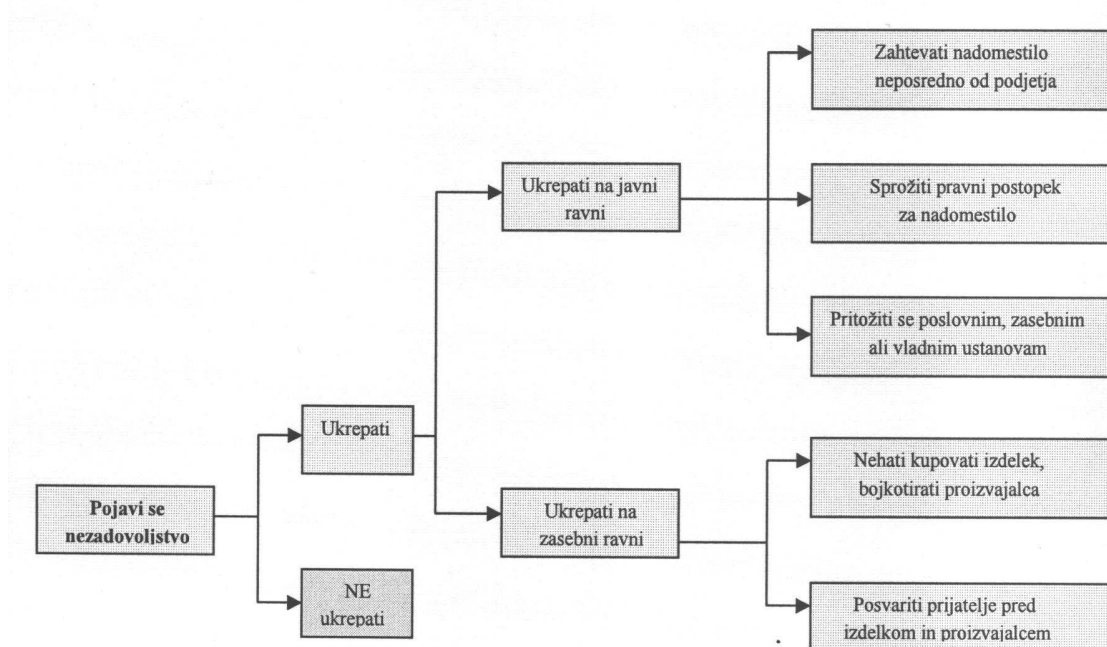 Zahtevati nadomestilo
neposredno od podjetja
Ukrepati na javni
ravni
Sprožiti pravni postopek
za nadomestilo
Pritožiti se poslovnim, zasebnim
ali vladnim ustanovam
Ukrepati
Nehati kupovati izdelek,
bojkotirati proizvajalca
Pojavi se
nezadovoljstvo
Ukrepati na
zasebni ravni
NE
ukrepati
Posvariti prijatelje pred
izdelkom in proizvajalcem